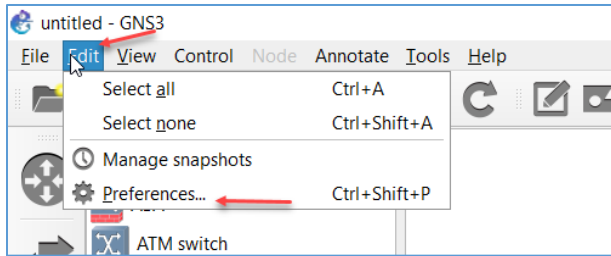 untitled - GNS3
File Edit View Control Node Annotate Tools Help
Select all Ctrl+A
Select none Ctrl+Shift+A
Manage snapshots
Preferences... Ctrl+Shift+P
ATM switch